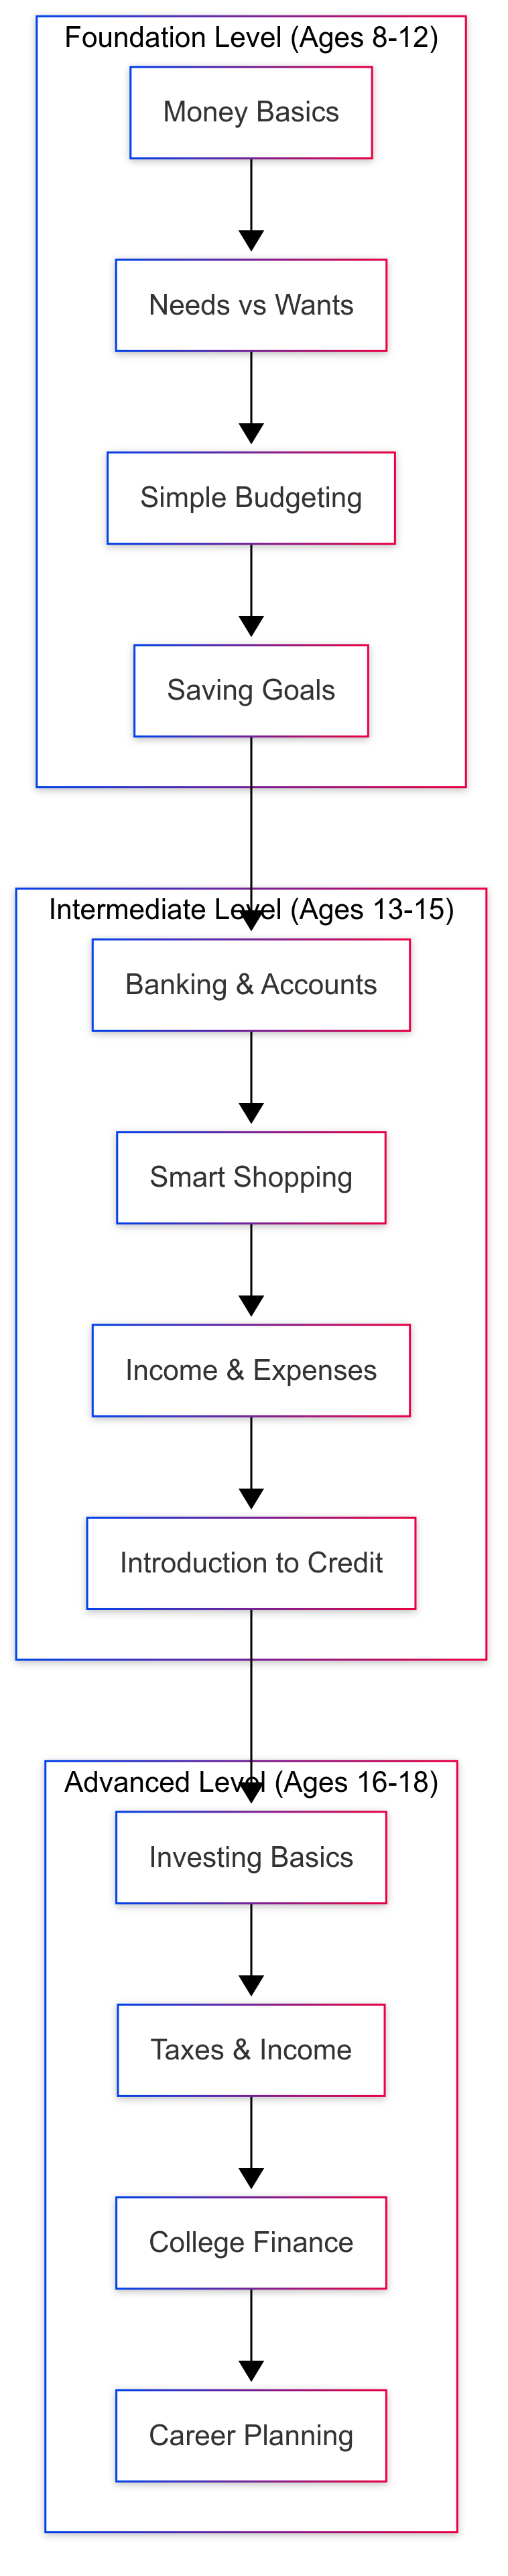 Foundation Level (Ages 8-12)
Money Basics
Needs vs Wants
Simple Budgeting
Saving Goals
Intermediate Level (Ages 13-15)
Banking & Accounts
Smart Shopping
Income & Expenses
Introduction to Credit
Advanced Level (Ages 16-18)
Investing Basics
Taxes & Income
College Finance
Career Planning